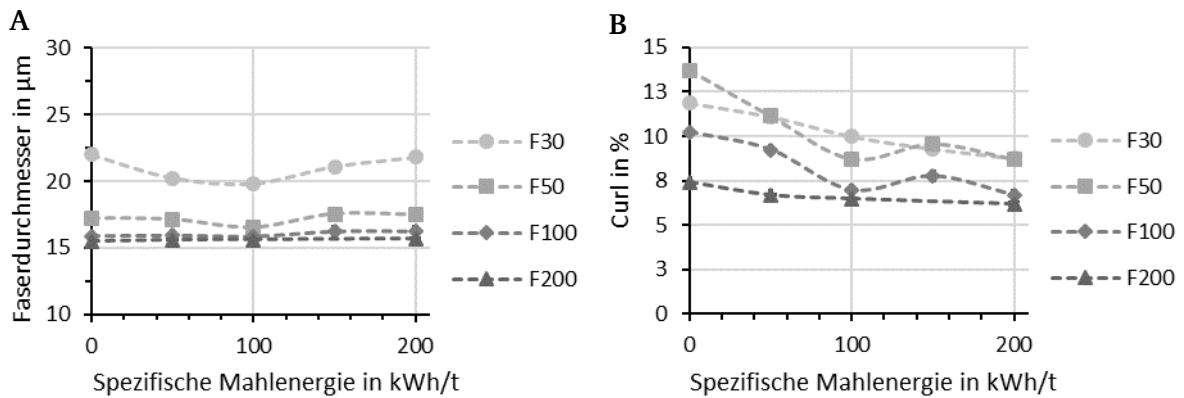 A
Faserdurchmesser in µm
30
25
20
15
10
0
100
200
Spezifische Mahlenergie in kWh/t
F30
F50
F100
F200
B
Curl in %
15
13
10
8
5
3
0
0
100
200
Spezifische Mahlenergie in kWh/t
F30
F50
F100
F200